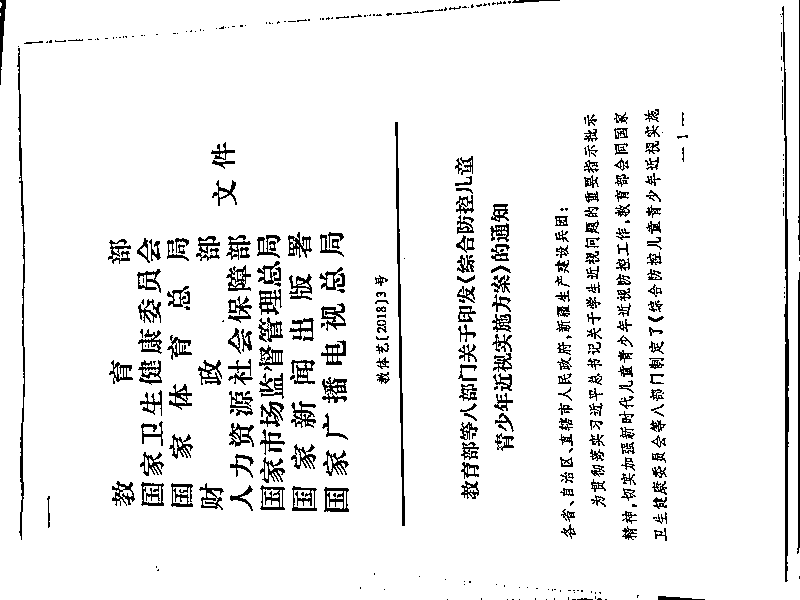 教育部
国家卫生健康委员会
国家体育总局
财政部
人力资源社会保障部
国家市场监督管理总局
国家新闻出版署
国家广播电视总局
文件
教体艺〔2018〕3号
教育部等八部门关于印发《综合防控儿童
青少年近视实施方案》的通知
各省、自治区、直辖市人民政府，新疆生产建设兵团：
为贯彻落实习近平总书记关于学生近视问题的重要指示批示
精神，切实加强新时代儿童青少年近视防控工作，教育部会同国家
卫生健康委员会等八部门制定了《综合防控儿童青少年近视实施
— 1 —